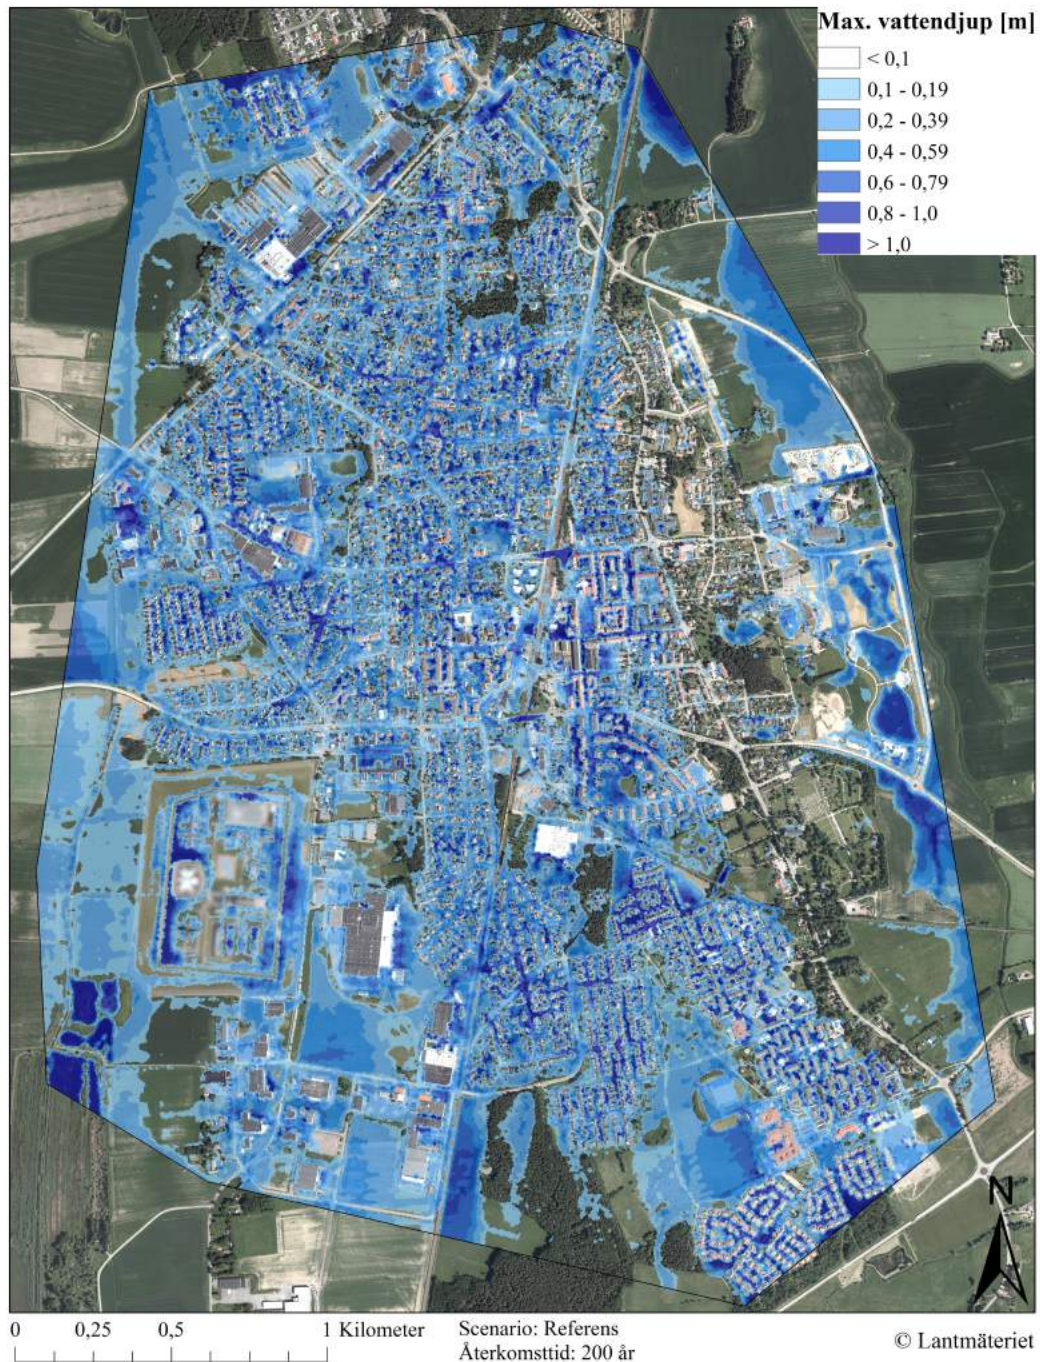 Max. vattendjup [m]
< 0,1
0,1 - 0,19
0,2 - 0,39
0,4 - 0,59
0,6 - 0,79
0,8 - 1,0
> 1,0
N
0 0,25 0,5 1 Kilometer
Scenario: Referens
Återkomsttid: 200 år
© Lantmäteriet